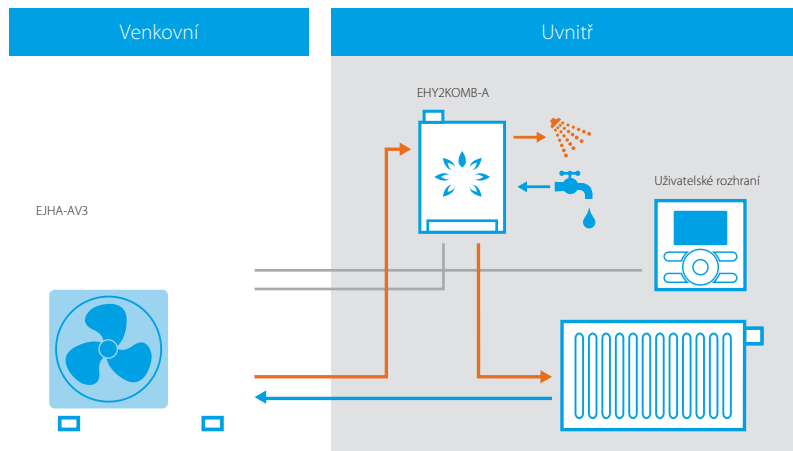 Venkovní
Uvnitř
EHY2KOMB-A
Uživatelské rozhraní
EJHA-AV3